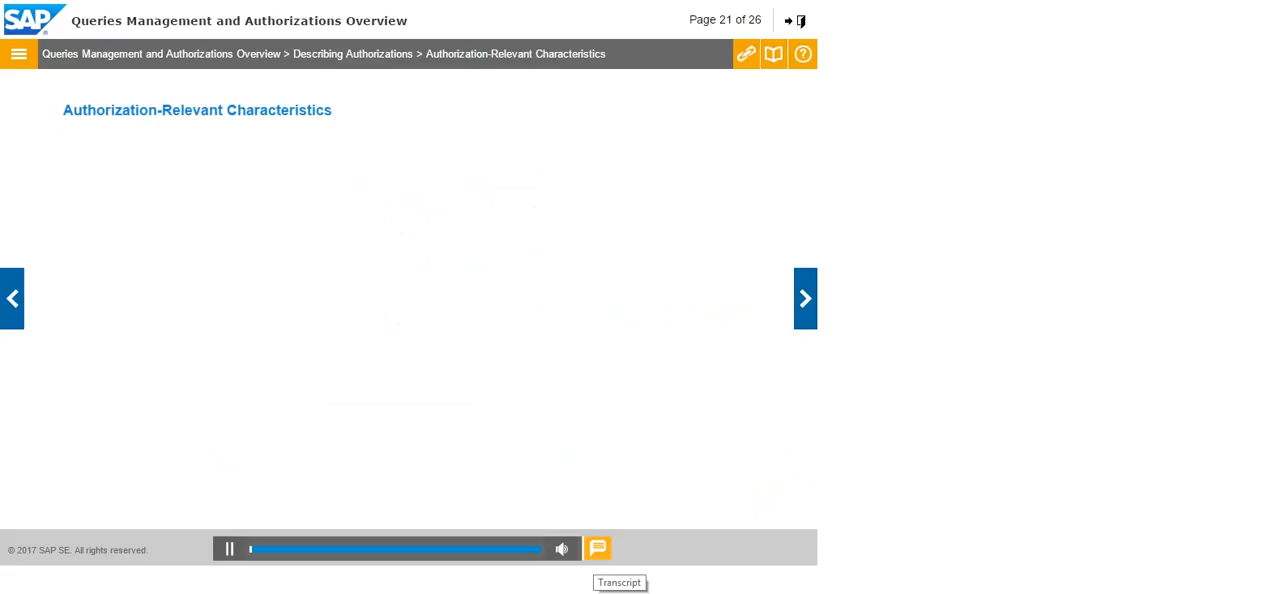 SAP
®
Queries Management and Authorizations Overview
Page 21 of 26
Queries Management and Authorizations Overview > Describing Authorizations > Authorization-Relevant Characteristics
Authorization-Relevant Characteristics
© 2017 SAP SE. All rights reserved.
Transcript